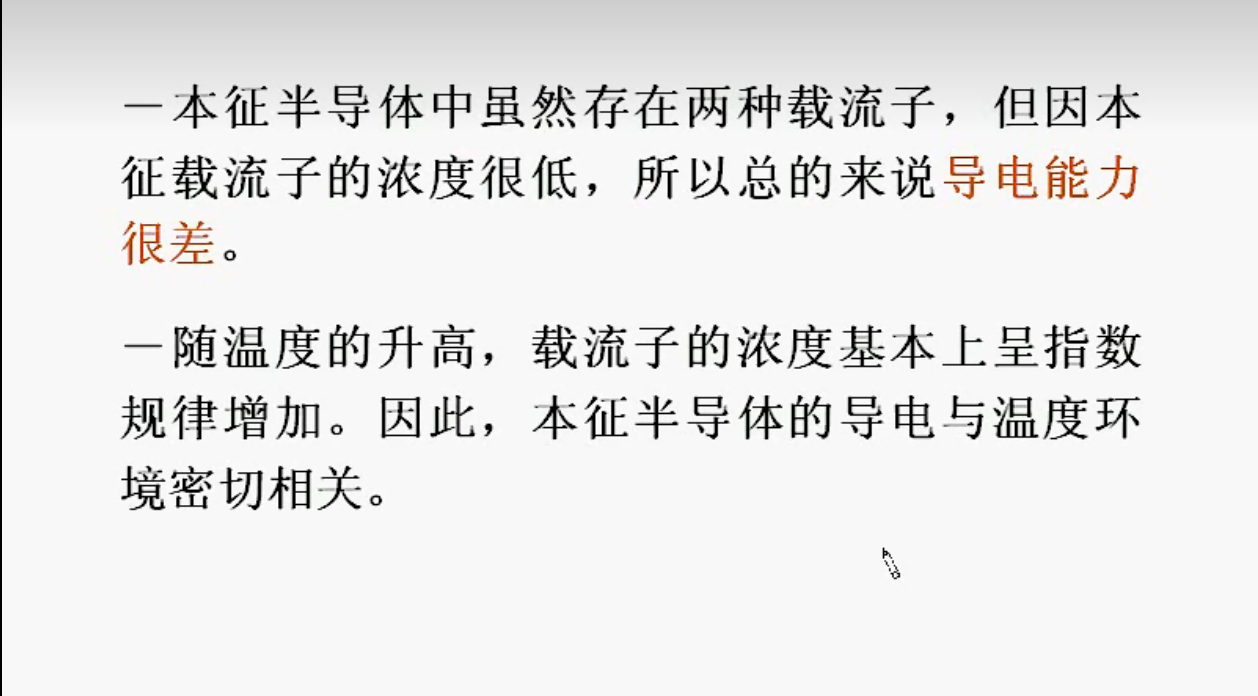 －本征半导体中虽然存在两种载流子，但因本
征载流子的浓度很低，所以总的来说导电能力
很差。
－随温度的升高，载流子的浓度基本上呈指数
规律增加。因此，本征半导体的导电与温度环
境密切相关。